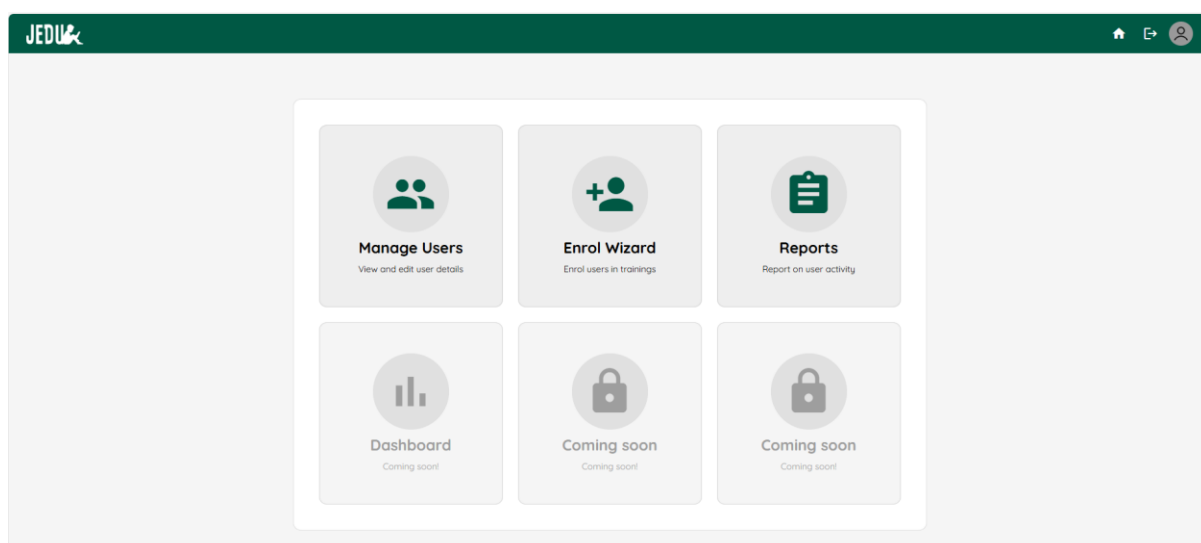 JEDU
Manage Users
View and edit user details
Enrol Wizard
Enrol users in trainings
Reports
Report on user activity
Dashboard
Coming soon!
Coming soon
Coming soon!
Coming soon
Coming soon!